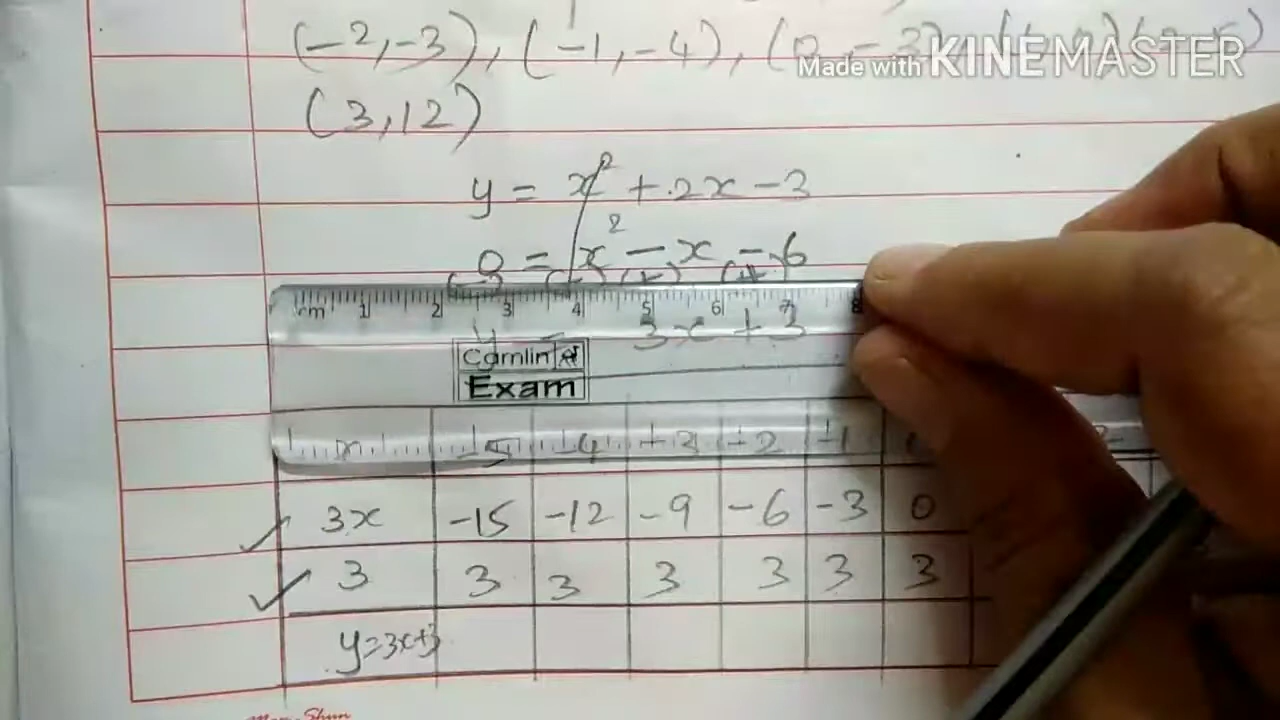 (-2,-3), (-1,-4), (0,-3),
Made with KINEMASTER
(3,12)
y = x² + 2x - 3
0 = x² - x - 6
(-) (-) (+) (+)
cm 1 2 3 4 5 6 7 8
y = 3x + 3
Camlin
Exam
x -5 -4 -3 -2 -1
3x -15 -12 -9 -6 -3 0
3 3 3 3 3 3 3
y=3x+3